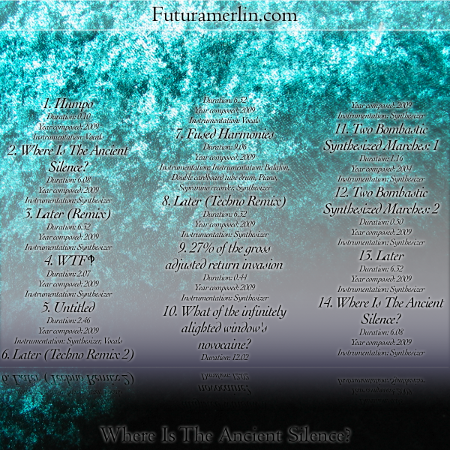 Futuramerlin.com
1. Humpo
Duration: 0.10
Year composed: 2009
Instrumentation: Vocals
2. Where Is The Ancient
Silence?
Duration: 6.08
Year composed: 2009
Instrumentation: Synthesizer
3. Later (Remix)
Duration: 6.32
Year composed: 2009
Instrumentation: Synthesizer
4. WTF
Duration: 2.07
Year composed: 2009
Instrumentation: Synthesizer
5. Untitled
Duration: 2.46
Year composed: 2009
Instrumentation: Synthesizer, Vocals
6. Later (Techno Remix 2)
Duration: 6.32
Year composed: 2009
Instrumentation: Vocals
7. Fused Harmonies
Duration: 9.06
Year composed: 2009
Instrumentation: Instrumentation: Balafon,
Double cardboard tube drum, Piano,
Sopranino recorder, Synthesizer
8. Later (Techno Remix)
Duration: 6.32
Year composed: 2009
Instrumentation: Synthesizer
9. 27% of the gross
adjusted return invasion
Duration: 0.44
Year composed: 2009
Instrumentation: Synthesizer
10. What of the infinitely
alighted window's
novocaine?
Duration: 12.02
Year composed: 2009
Instrumentation: Synthesizer
11. Two Bombastic
Synthesized Marches: 1
Duration: 1.16
Year composed: 2009
Instrumentation: Synthesizer
12. Two Bombastic
Synthesized Marches: 2
Duration: 0.50
Year composed: 2009
Instrumentation: Synthesizer
13. Later
Duration: 6.32
Year composed: 2009
Instrumentation: Synthesizer
14. Where Is The Ancient
Silence?
Duration: 6.08
Year composed: 2009
Instrumentation: Synthesizer
Where Is The Ancient Silence?